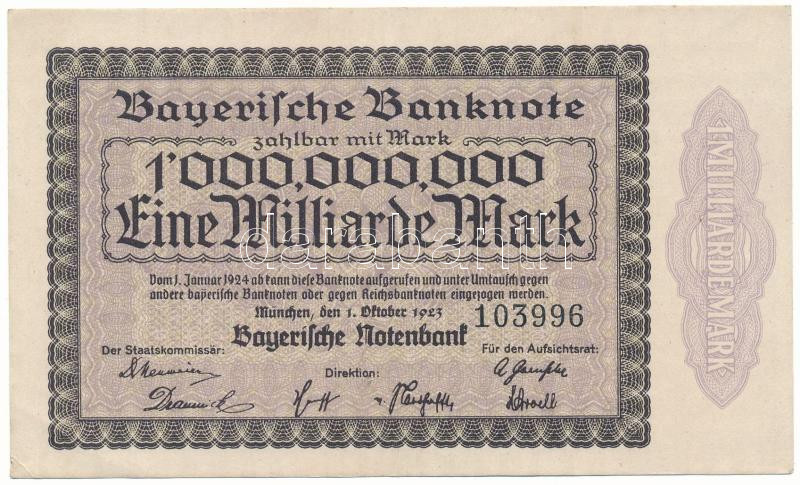 Bayerische Banknote
zahlbar mit Mark
1'000,000,000
Eine Milliarde Mark
Vom 1. Januar 1924 ab kann diese Banknote aufgerufen und unter Umtausch gegen
andere bayerische Banknoten oder gegen Reichsbanknoten eingezogen werden.
München, den 1. Oktober 1923
103996
Bayerische Notenbank
Der Staatskommissär:
Direktion:
Für den Aufsichtsrat:
1 MILLIARDE MARK
darabanth